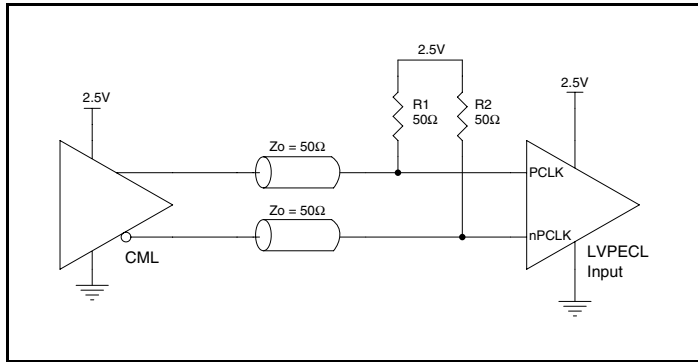 2.5V
2.5V
2.5V
R1
50Ω
R2
50Ω
Zo = 50Ω
PCLK
Zo = 50Ω
nPCLK
CML
LVPECL
Input